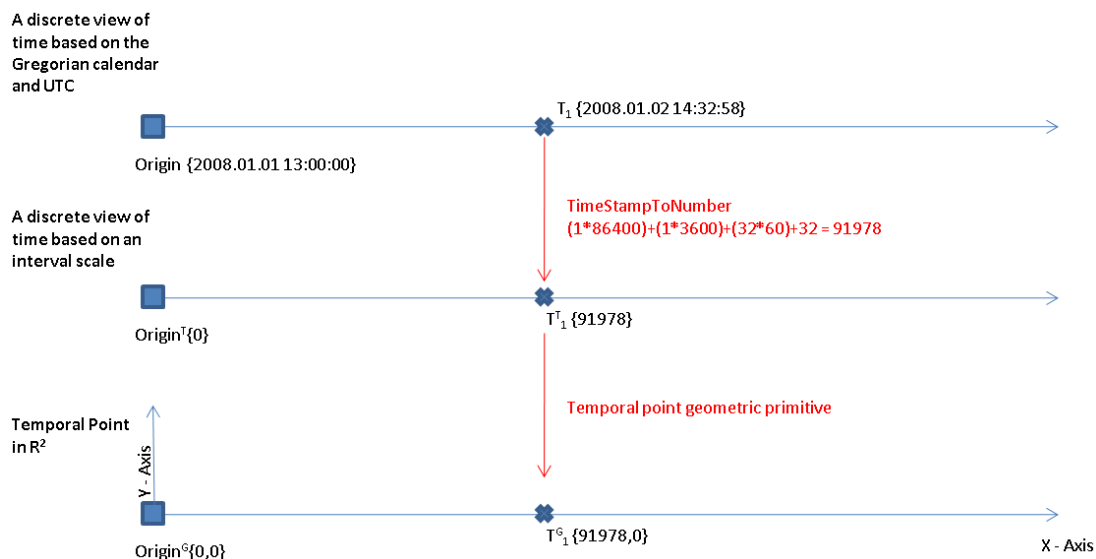 A discrete view of
time based on the
Gregorian calendar
and UTC
T₁ {2008.01.02 14:32:58}
Origin {2008.01.01 13:00:00}
A discrete view of
time based on an
interval scale
TimeStampToNumber
(1*86400)+(1*3600)+(32*60)+32 = 91978
Originᵀ{0}
Tᵀ₁ {91978}
Temporal Point
in R²
Y - Axis
Temporal point geometric primitive
Originᴳ{0,0}
Tᴳ₁ {91978,0}
X - Axis